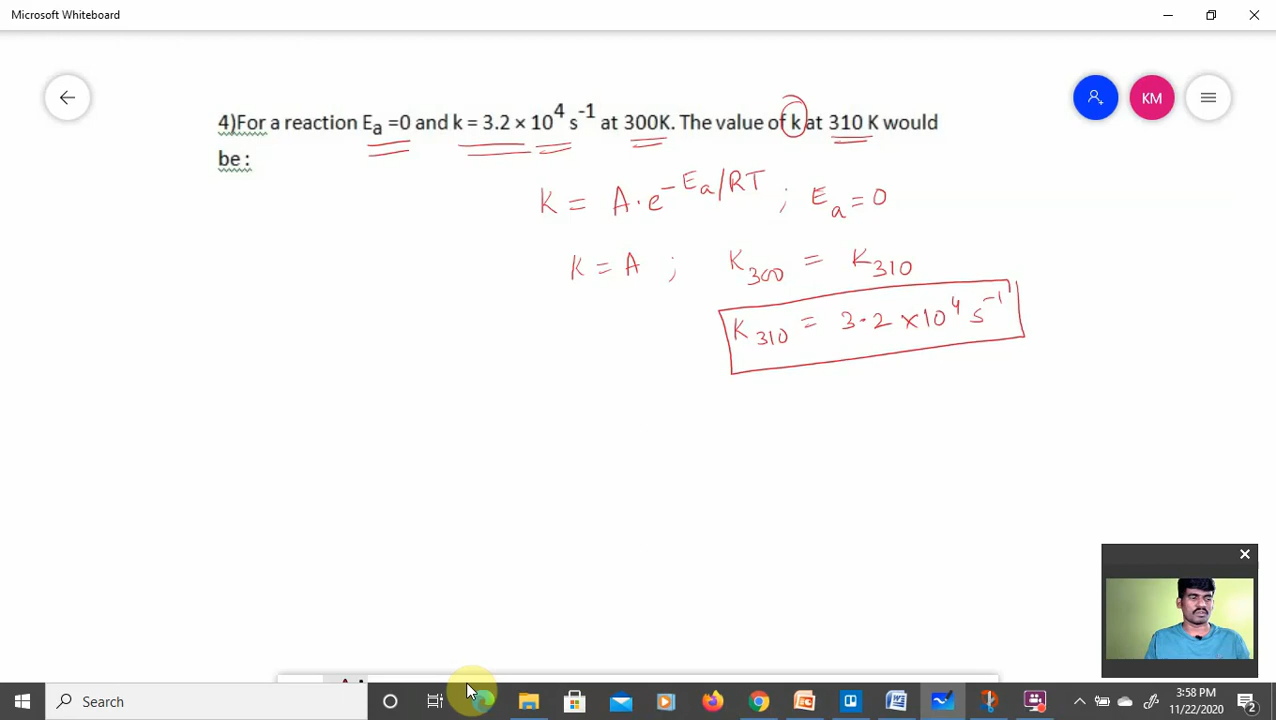 Microsoft Whiteboard
KM
4)For a reaction Eₐ =0 and k = 3.2 × 10⁴ s⁻¹ at 300K. The value of k at 310 K would
be :
K = A · e^(-Eₐ/RT) ; Eₐ = 0
K = A ; K₃₀₀ = K₃₁₀
K₃₁₀ = 3.2 × 10⁴ s⁻¹
Search
3:58 PM
11/22/2020
2